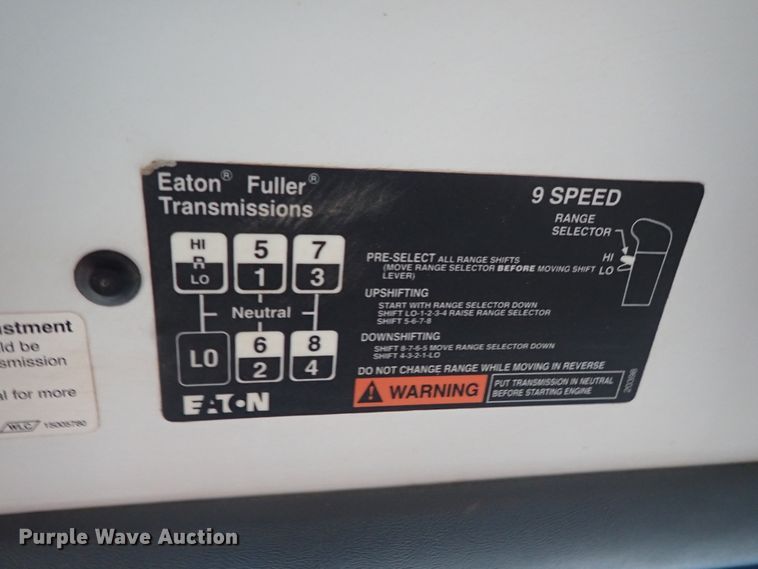 Eaton® Fuller®
Transmissions
9 SPEED
RANGE
SELECTOR
HI
LO
HI
R
LO
5
1
7
3
Neutral
LO
6
2
8
4
PRE-SELECT ALL RANGE SHIFTS
(MOVE RANGE SELECTOR BEFORE MOVING SHIFT
LEVER)
UPSHIFTING
START WITH RANGE SELECTOR DOWN
SHIFT LO-1-2-3-4 RAISE RANGE SELECTOR
SHIFT 5-6-7-8
DOWNSHIFTING
SHIFT 8-7-6-5 MOVE RANGE SELECTOR DOWN
SHIFT 4-3-2-1-LO
DO NOT CHANGE RANGE WHILE MOVING IN REVERSE
WARNING
PUT TRANSMISSION IN NEUTRAL
BEFORE STARTING ENGINE
20398
EATON
ustment
ld be
smission
al for more
WLC
15005780
Purple Wave Auction